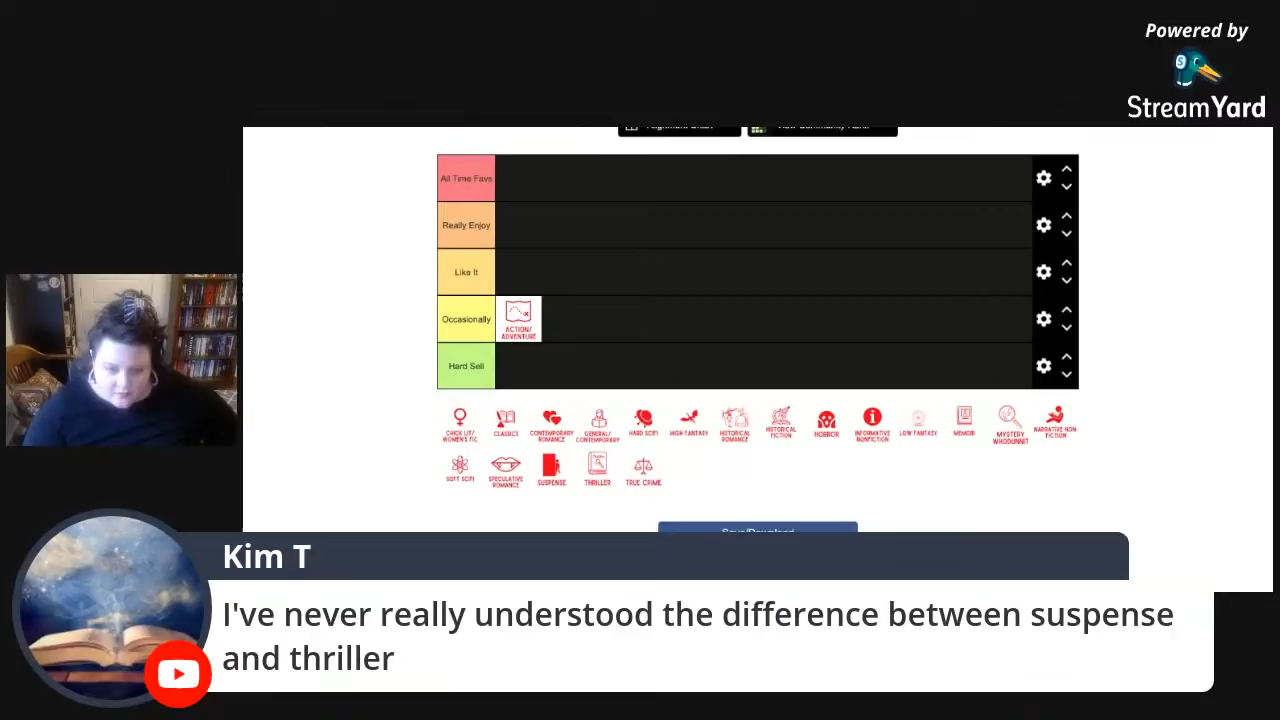 Powered by
StreamYard
All Time Favs
Really Enjoy
Like It
Occasionally
ACTION/
ADVENTURE
Hard Sell
CHICK LIT/
WOMEN'S FIC
CLASSICS
CONTEMPORARY
ROMANCE
GENERAL/
CONTEMPORARY
HARD SCIFI
HIGH FANTASY
HISTORICAL
ROMANCE
HISTORICAL
FICTION
HORROR
INFORMATIVE
NONFICTION
LOW FANTASY
MEMOIR
MYSTERY
WHODUNNIT
NARRATIVE NON-
FICTION
SOFT SCIFI
SPECULATIVE
ROMANCE
SUSPENSE
THRILLER
TRUE CRIME
Kim T
I've never really understood the difference between suspense
and thriller